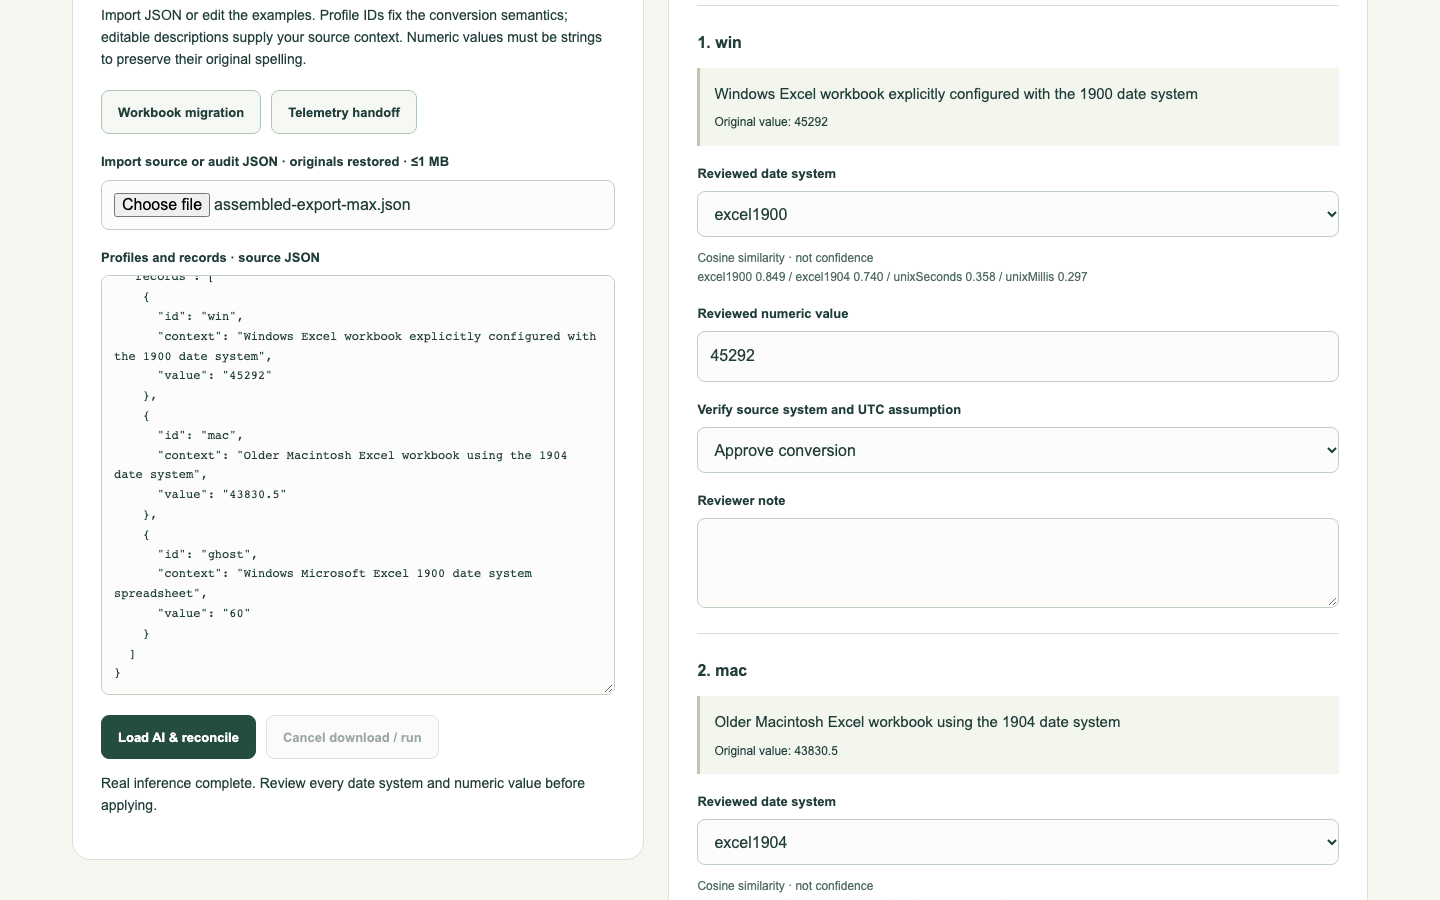 Import JSON or edit the examples. Profile IDs fix the conversion semantics;
editable descriptions supply your source context. Numeric values must be strings
to preserve their original spelling.
Workbook migration
Telemetry handoff
Import source or audit JSON · originals restored · ≤1 MB
Choose file assembled-export-max.json
Profiles and records · source JSON
"records": [
{
"id": "win",
"context": "Windows Excel workbook explicitly configured with
the 1900 date system",
"value": "45292"
},
{
"id": "mac",
"context": "Older Macintosh Excel workbook using the 1904
date system",
"value": "43830.5"
},
{
"id": "ghost",
"context": "Windows Microsoft Excel 1900 date system
spreadsheet",
"value": "60"
}
]
}
Load AI & reconcile
Cancel download / run
Real inference complete. Review every date system and numeric value before
applying.
1. win
Windows Excel workbook explicitly configured with the 1900 date system
Original value: 45292
Reviewed date system
excel1900
Cosine similarity · not confidence
excel1900 0.849 / excel1904 0.740 / unixSeconds 0.358 / unixMillis 0.297
Reviewed numeric value
45292
Verify source system and UTC assumption
Approve conversion
Reviewer note
2. mac
Older Macintosh Excel workbook using the 1904 date system
Original value: 43830.5
Reviewed date system
excel1904
Cosine similarity · not confidence